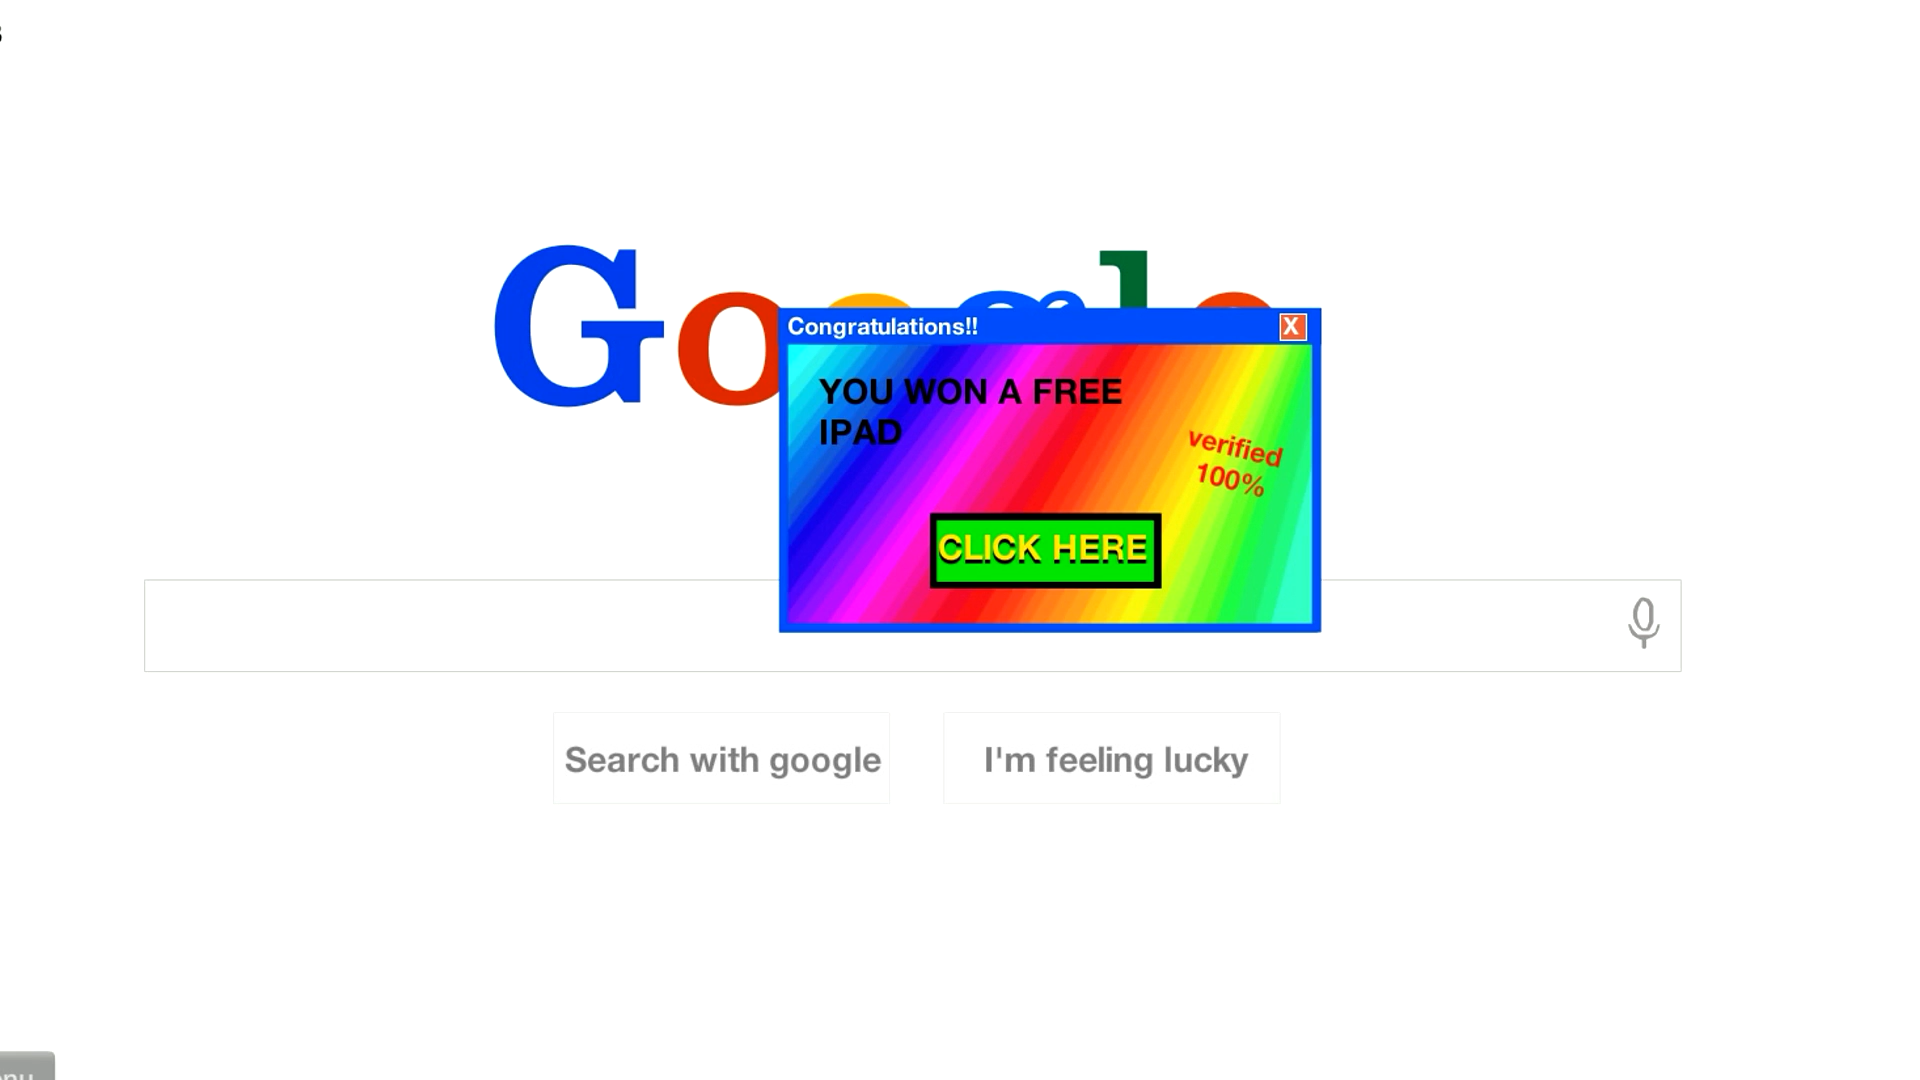 Google
Congratulations!! X
YOU WON A FREE
IPAD
verified
100%
CLICK HERE
Search with google
I'm feeling lucky